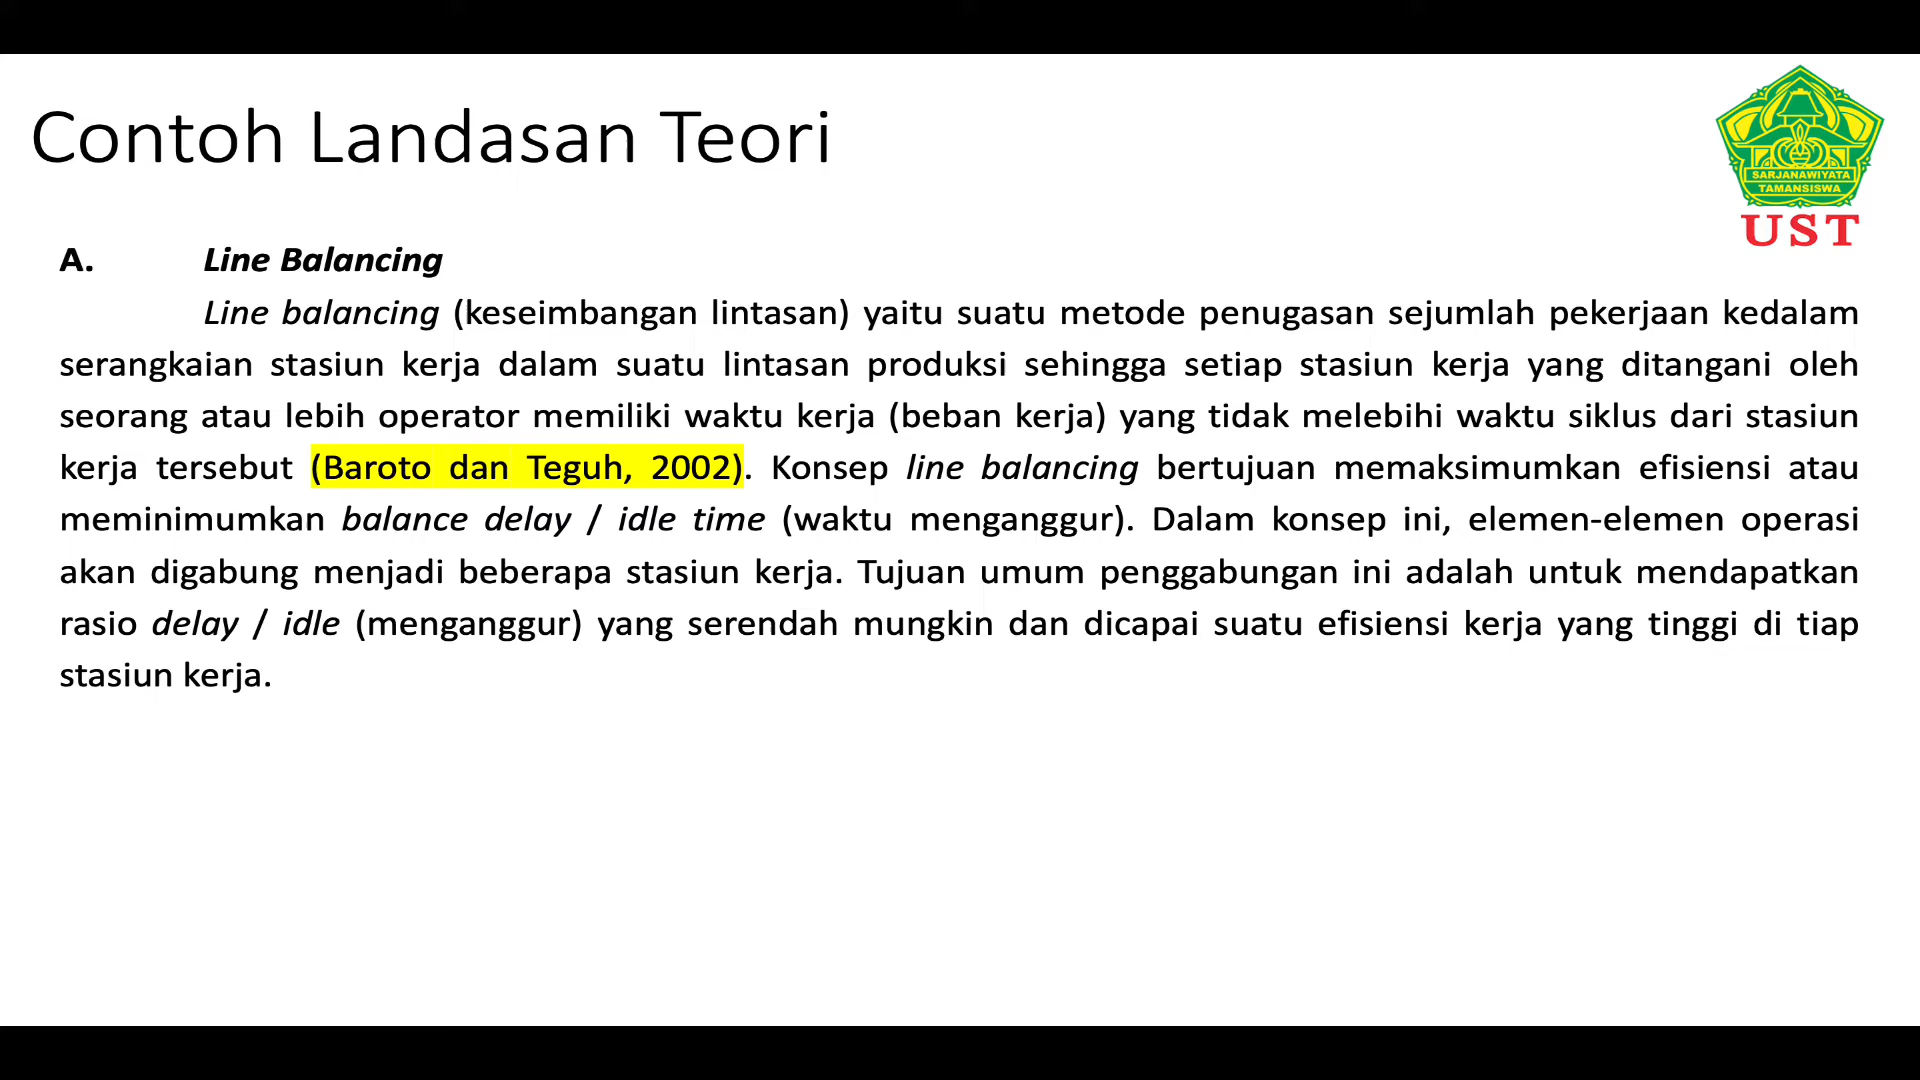 Contoh Landasan Teori
SARJANAWIYATA
TAMANSISWA
UST
A. Line Balancing
Line balancing (keseimbangan lintasan) yaitu suatu metode penugasan sejumlah pekerjaan kedalam
serangkaian stasiun kerja dalam suatu lintasan produksi sehingga setiap stasiun kerja yang ditangani oleh
seorang atau lebih operator memiliki waktu kerja (beban kerja) yang tidak melebihi waktu siklus dari stasiun
kerja tersebut (Baroto dan Teguh, 2002). Konsep line balancing bertujuan memaksimumkan efisiensi atau
meminimumkan balance delay / idle time (waktu menganggur). Dalam konsep ini, elemen-elemen operasi
akan digabung menjadi beberapa stasiun kerja. Tujuan umum penggabungan ini adalah untuk mendapatkan
rasio delay / idle (menganggur) yang serendah mungkin dan dicapai suatu efisiensi kerja yang tinggi di tiap
stasiun kerja.